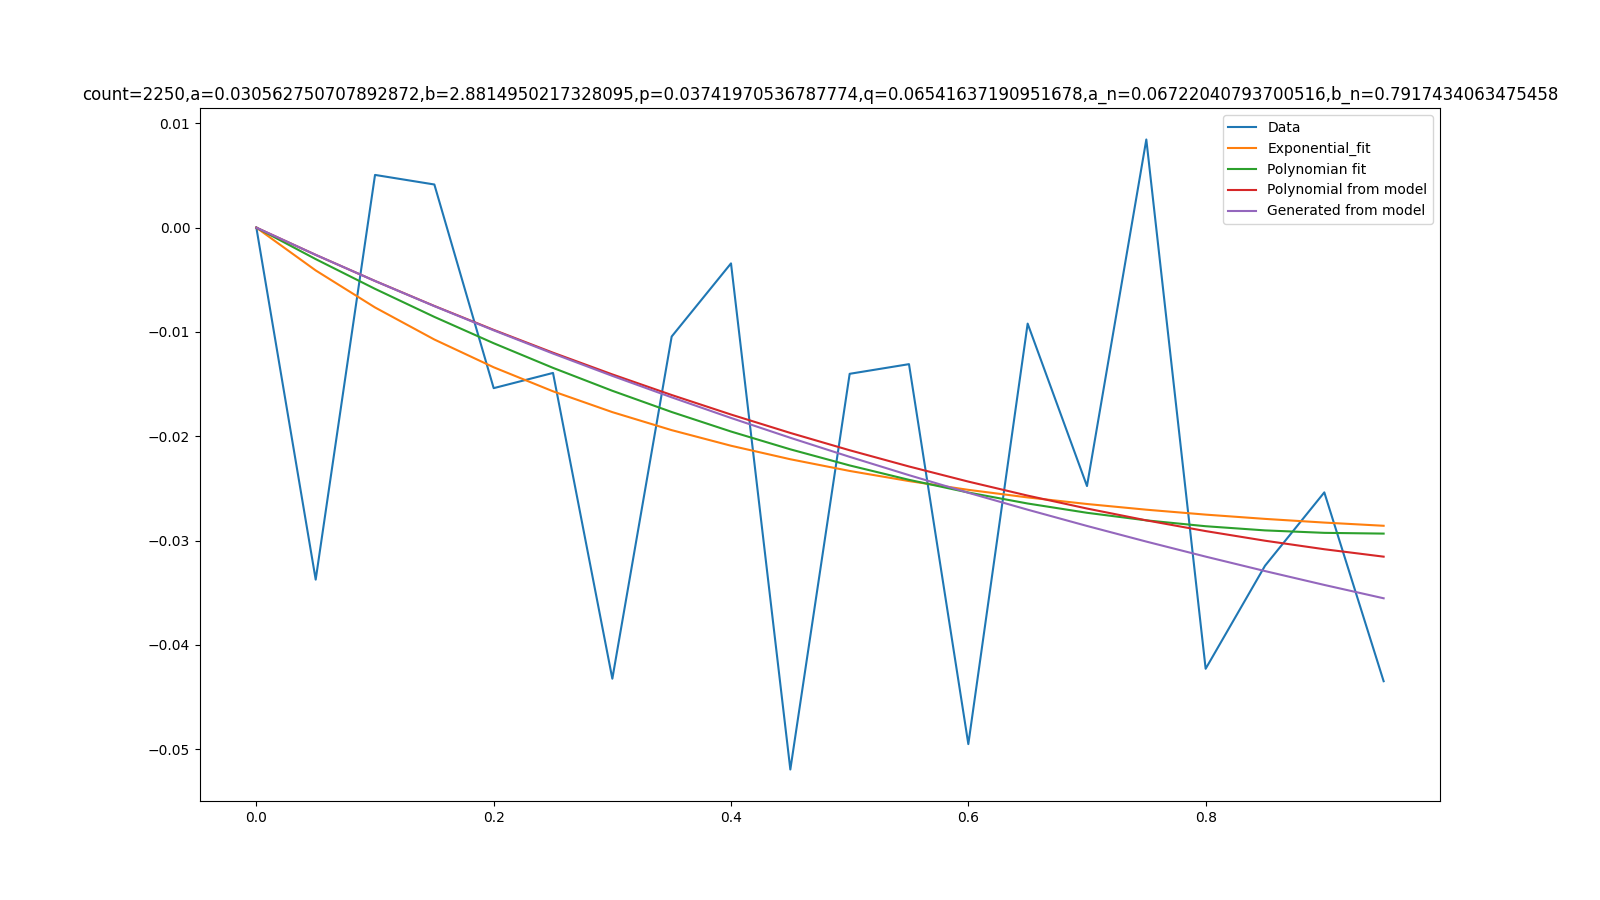 count=2250,a=0.030562750707892872,b=2.8814950217328095,p=0.03741970536787774,q=0.06541637190951678,a_n=0.06722040793700516,b_n=0.7917434063475458
Data
Exponential_fit
Polynomian fit
Polynomial from model
Generated from model
0.01
0.00
−0.01
−0.02
−0.03
−0.04
−0.05
0.0 0.2 0.4 0.6 0.8